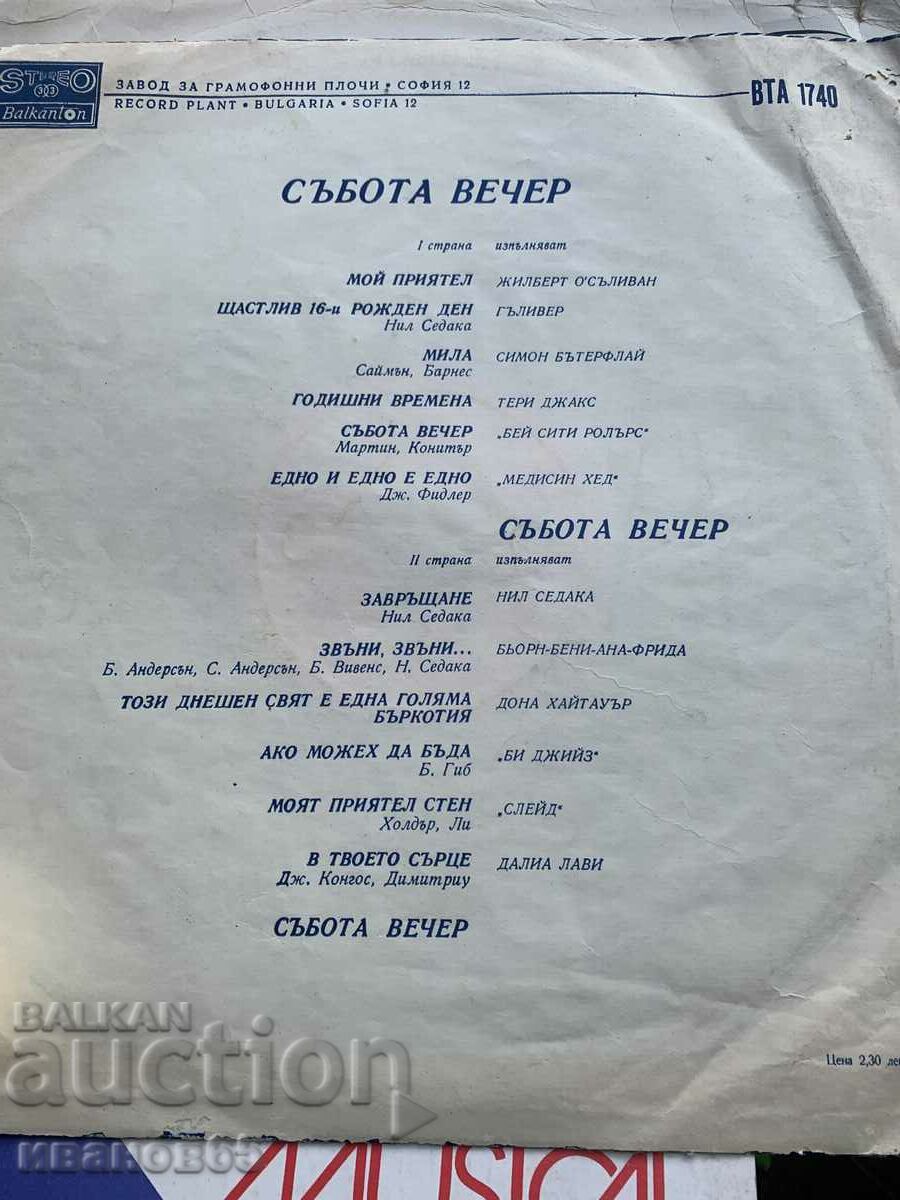 STEREO
33
Balkanton
ЗАВОД ЗА ГРАМОФОННИ ПЛОЧИ • СОФИЯ 12
RECORD PLANT • BULGARIA • SOFIA 12
ВТА 1740
СЪБОТА ВЕЧЕР
I страна изпълняват
МОЙ ПРИЯТЕЛ ЖИЛБЕРТ О'СЪЛИВАН
ЩАСТЛИВ 16-и РОЖДЕН ДЕН ГЪЛИВЕР
Нил Седака
МИЛА СИМОН БЪТЕРФЛАЙ
Саймън, Барнес
ГОДИШНИ ВРЕМЕНА ТЕРИ ДЖАКС
СЪБОТА ВЕЧЕР „БЕЙ СИТИ РОЛЪРС“
Мартин, Конитър
ЕДНО И ЕДНО Е ЕДНО „МЕДИСИН ХЕД“
Дж. Фидлер
СЪБОТА ВЕЧЕР
II страна изпълняват
ЗАВРЪЩАНЕ НИЛ СЕДАКА
Нил Седака
ЗВЪНИ, ЗВЪНИ... БЬОРН-БЕНИ-АНА-ФРИДА
Б. Андерсън, С. Андерсън, Б. Вивенс, Н. Седака
ТОЗИ ДНЕШЕН СВЯТ Е ЕДНА ГОЛЯМА ДОНА ХАЙТАУЪР
БЪРКОТИЯ
АКО МОЖЕХ ДА БЪДА „БИ ДЖИЙЗ“
Б. Гиб
МОЯТ ПРИЯТЕЛ СТЕН „СЛЕЙД“
Холдър, Ли
В ТВОЕТО СЪРЦЕ ДАЛИА ЛАВИ
Дж. Конгос, Димитриу
СЪБОТА ВЕЧЕР
Цена 2,30 лв
BALKAN
auction
ивановбз
MUSICAL